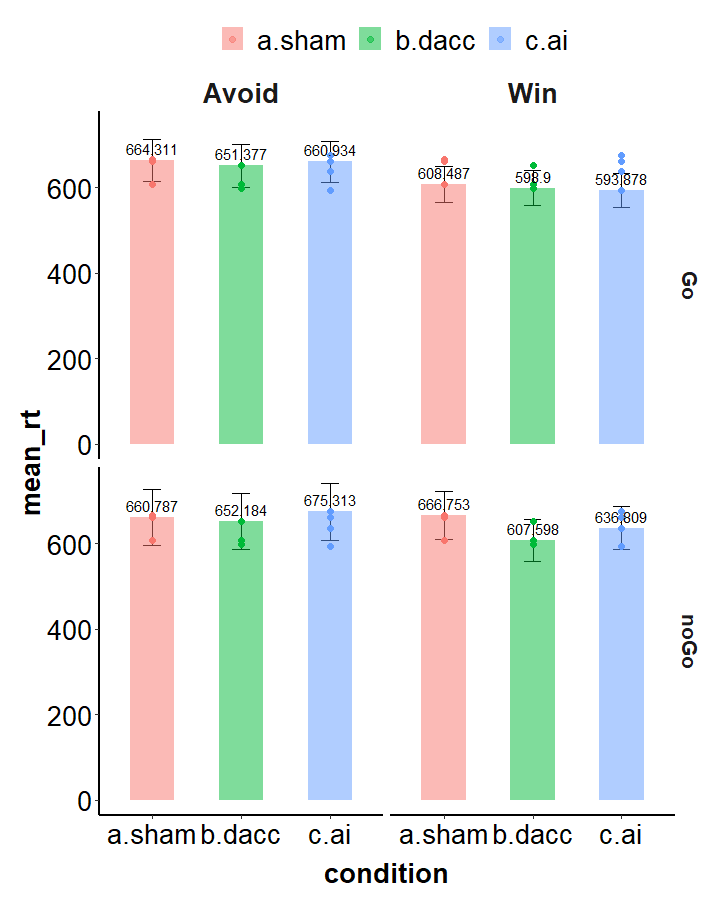 a.sham b.dacc c.ai
Avoid Win
664.311 651.377 660.934 608.487 598.9 593.878
600
400
200
0
Go
660.787 652.184 675.313 666.753 607.598 636.809
600
400
200
0
noGo
mean_rt
a.sham b.dacc c.ai a.sham b.dacc c.ai
condition